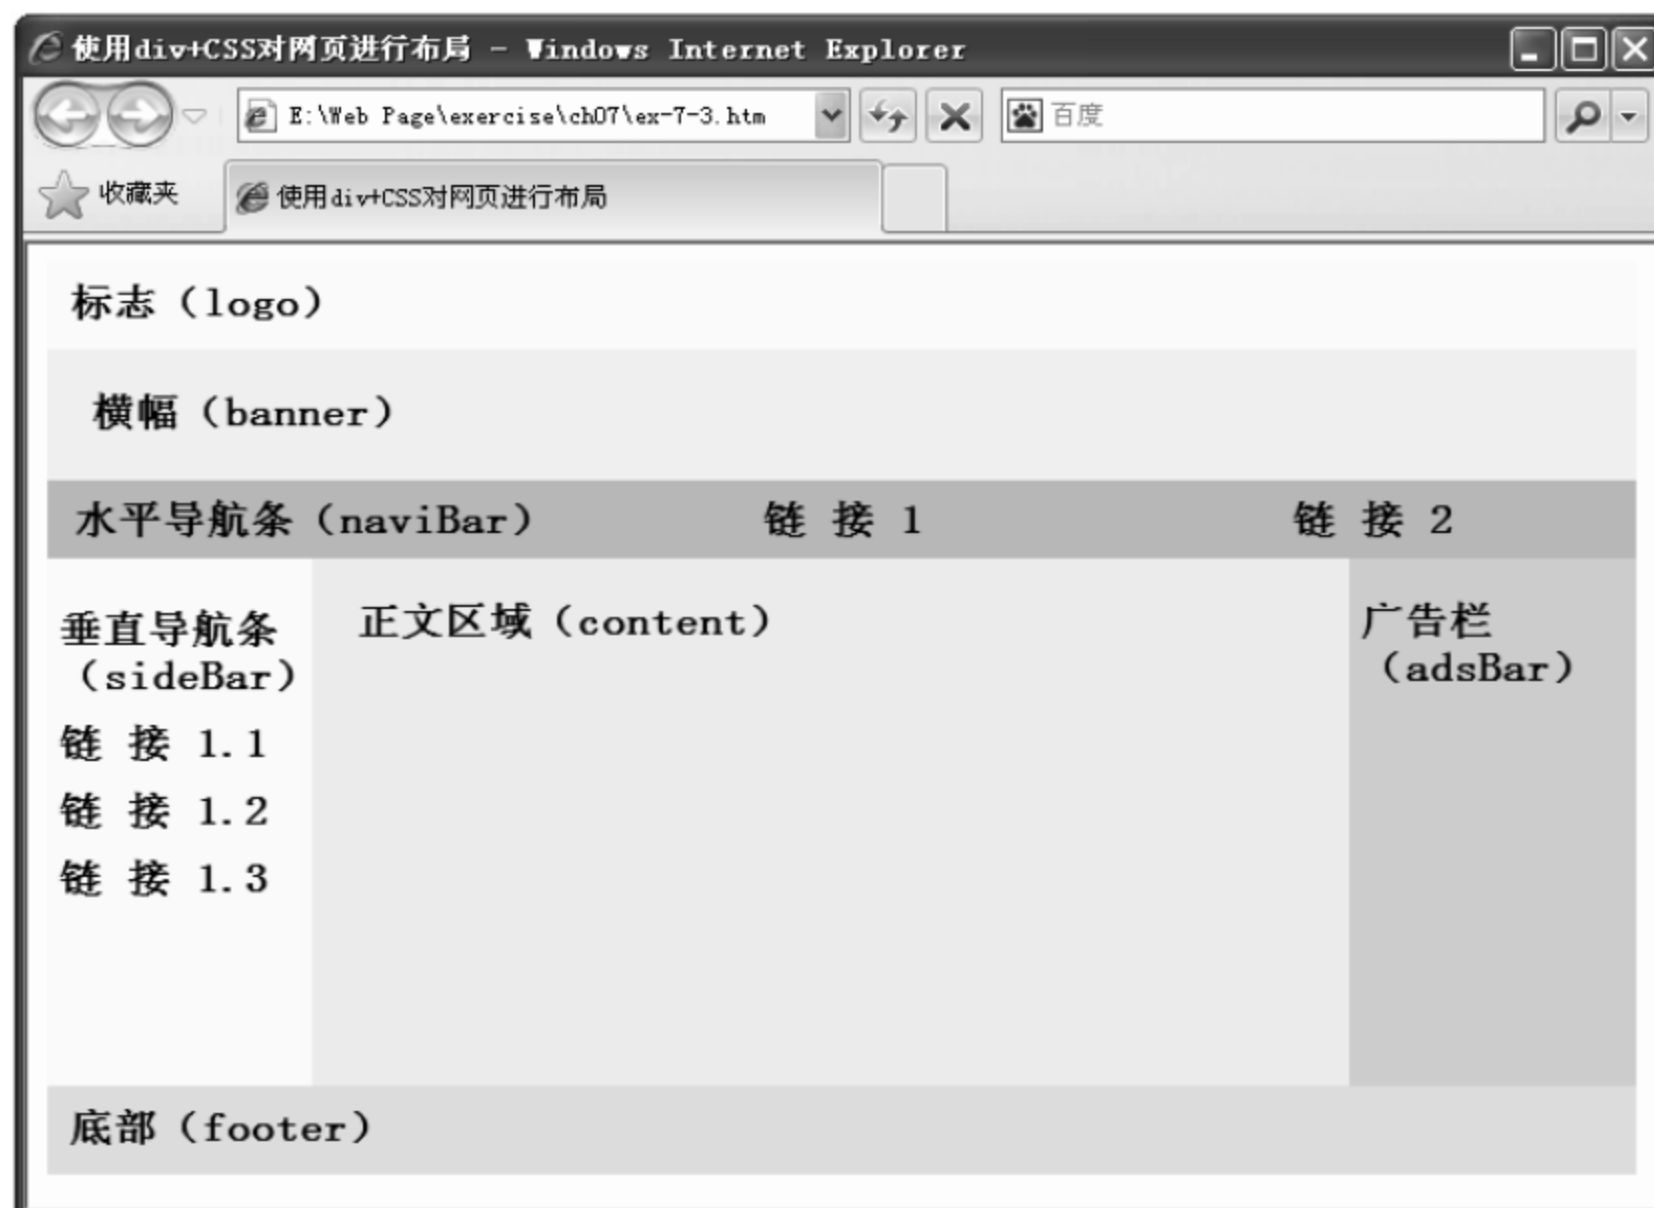 使用div+CSS对网页进行布局 - Windows Internet Explorer
E:\Web Page\exercise\ch07\ex-7-3.htm
百度
收藏夹
使用div+CSS对网页进行布局
标志（logo）
横幅（banner）
水平导航条（naviBar） 链 接 1 链 接 2
垂直导航条
（sideBar）
链 接 1.1
链 接 1.2
链 接 1.3
正文区域（content）
广告栏
（adsBar）
底部（footer）